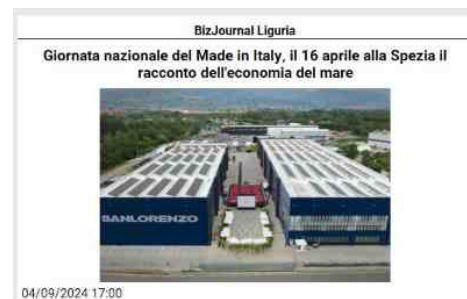 BizJournal Liguria
Giornata nazionale del Made in Italy, il 16 aprile alla Spezia il
racconto dell'economia del mare
SANLORENZO
04/09/2024 17:00